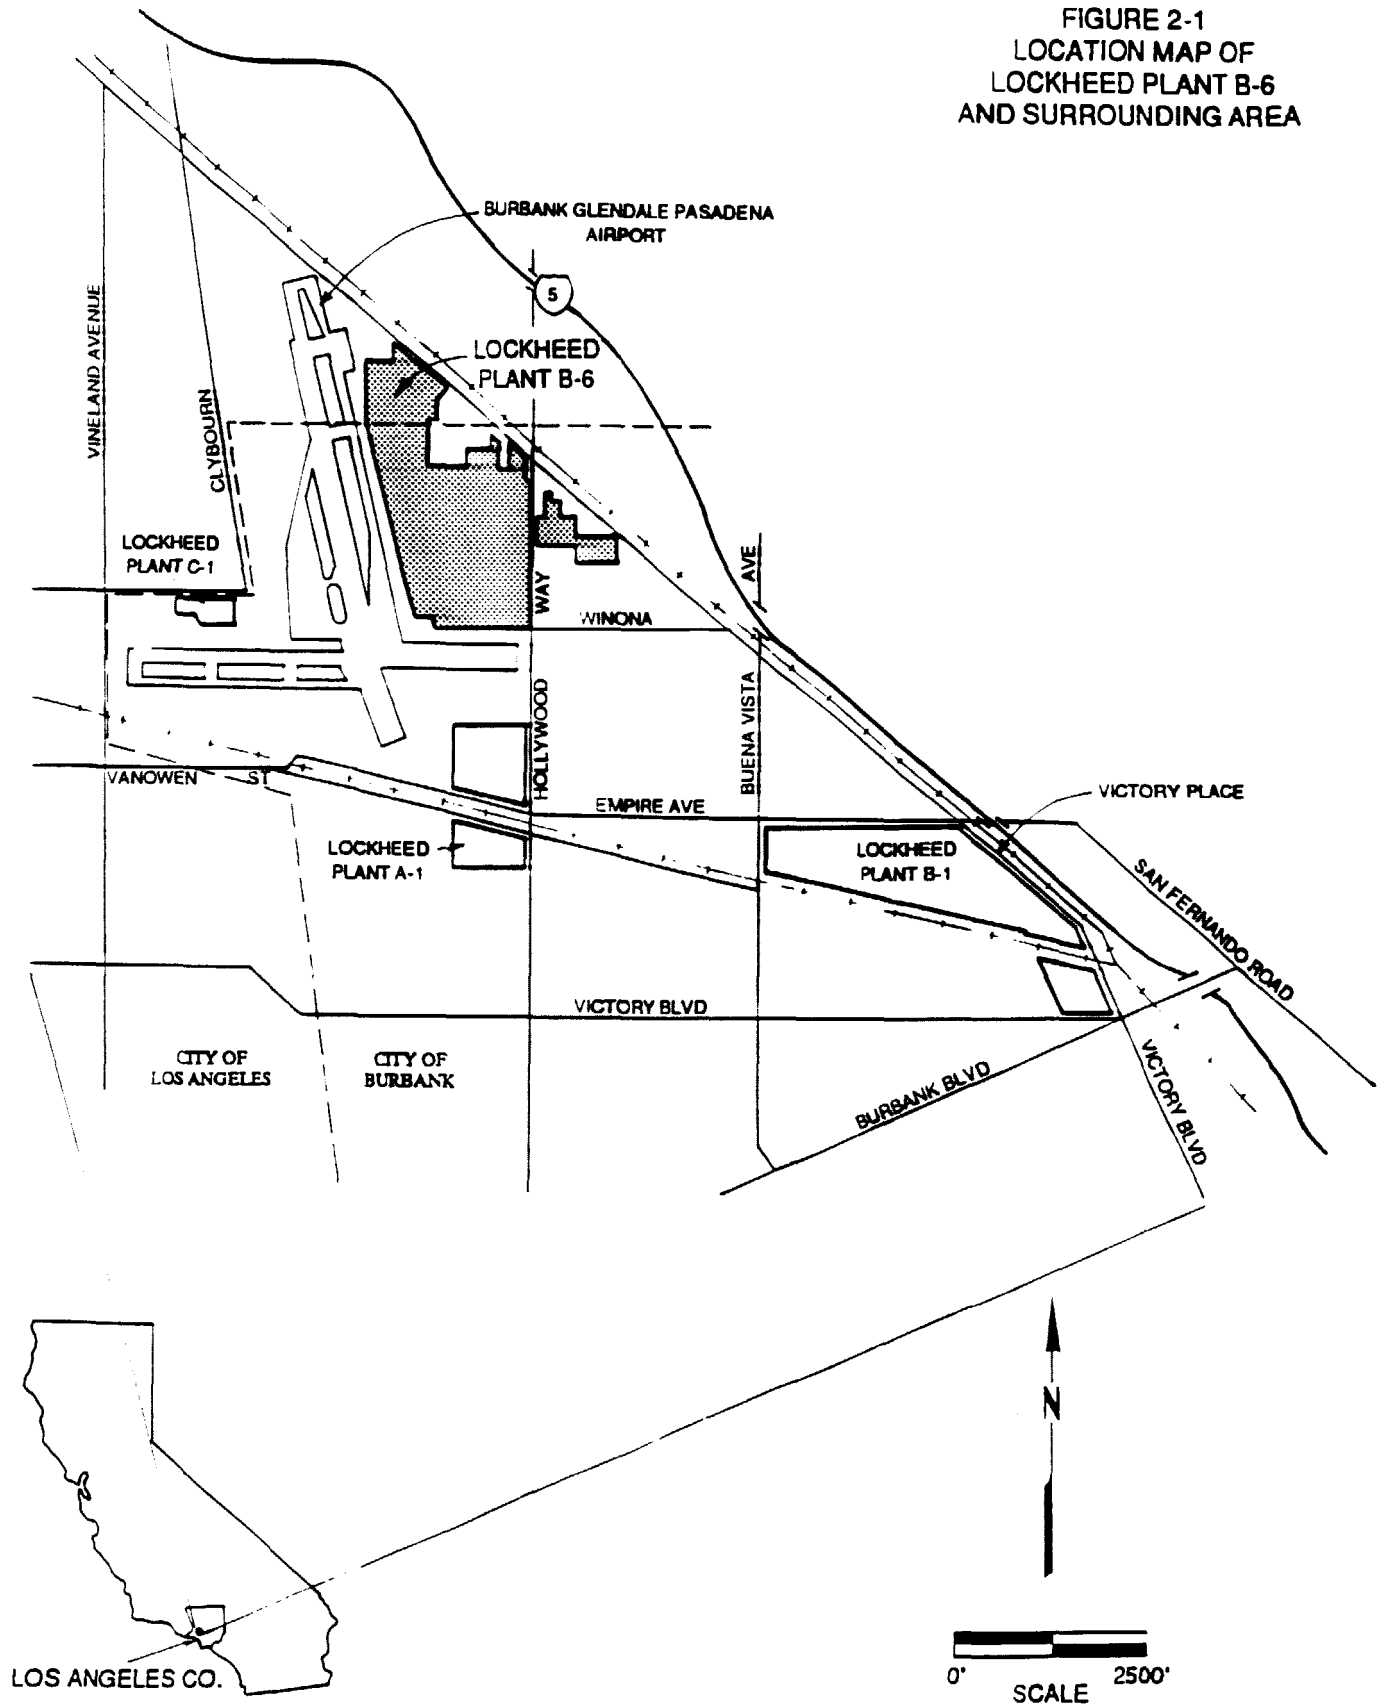 FIGURE 2-1
LOCATION MAP OF
LOCKHEED PLANT B-6
AND SURROUNDING AREA
BURBANK GLENDALE PASADENA
AIRPORT
5
VINELAND AVENUE
LOCKHEED
PLANT B-6
CLYBOURN
LOCKHEED
PLANT C-1
AVE
WAY
WINONA
HOLLYWOOD
BUENA VISTA
VANOWEN ST
EMPIRE AVE
VICTORY PLACE
LOCKHEED
PLANT A-1
LOCKHEED
PLANT B-1
SAN FERNANDO ROAD
VICTORY BLVD
CITY OF
LOS ANGELES
CITY OF
BURBANK
BURBANK BLVD
VICTORY BLVD
N
LOS ANGELES CO.
0' 2500'
SCALE